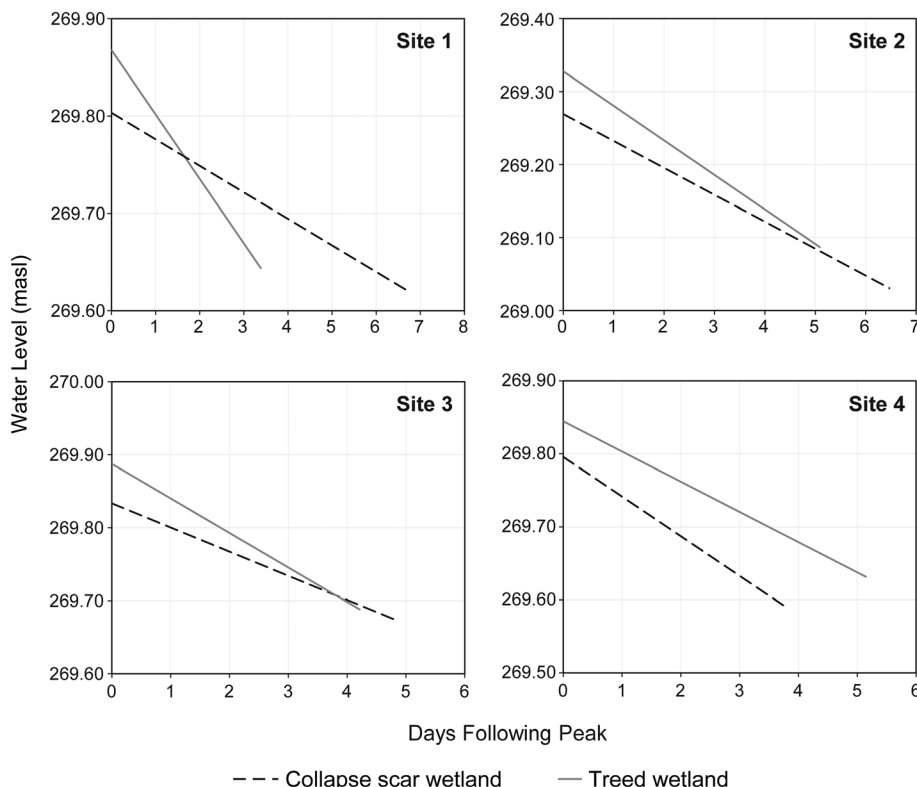 Water Level (masl)
Site 1
269.90
269.80
269.70
269.60
0 1 2 3 4 5 6 7 8
Site 2
269.40
269.30
269.20
269.10
269.00
0 1 2 3 4 5 6 7
Site 3
270.00
269.90
269.80
269.70
269.60
0 1 2 3 4 5 6
Site 4
269.90
269.80
269.70
269.60
269.50
0 1 2 3 4 5 6
Days Following Peak
Collapse scar wetland Treed wetland